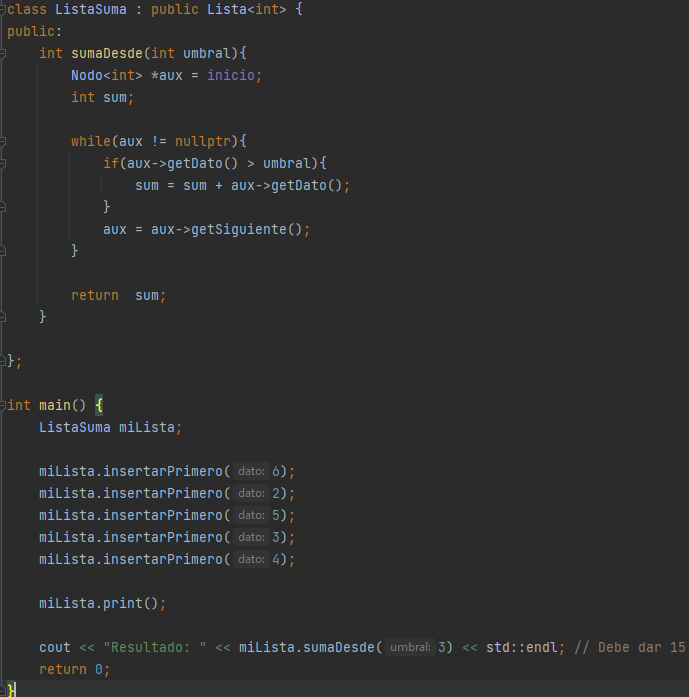 class ListaSuma : public Lista<int> {
public:
    int sumaDesde(int umbral){
        Nodo<int> *aux = inicio;
        int sum;

        while(aux != nullptr){
            if(aux->getDato() > umbral){
                sum = sum + aux->getDato();
            }
            aux = aux->getSiguiente();
        }

        return  sum;
    }

};

int main() {
    ListaSuma miLista;

    miLista.insertarPrimero( dato: 6);
    miLista.insertarPrimero( dato: 2);
    miLista.insertarPrimero( dato: 5);
    miLista.insertarPrimero( dato: 3);
    miLista.insertarPrimero( dato: 4);

    miLista.print();

    cout << "Resultado: " << miLista.sumaDesde( umbral: 3) << std::endl; // Debe dar 15
    return 0;
}